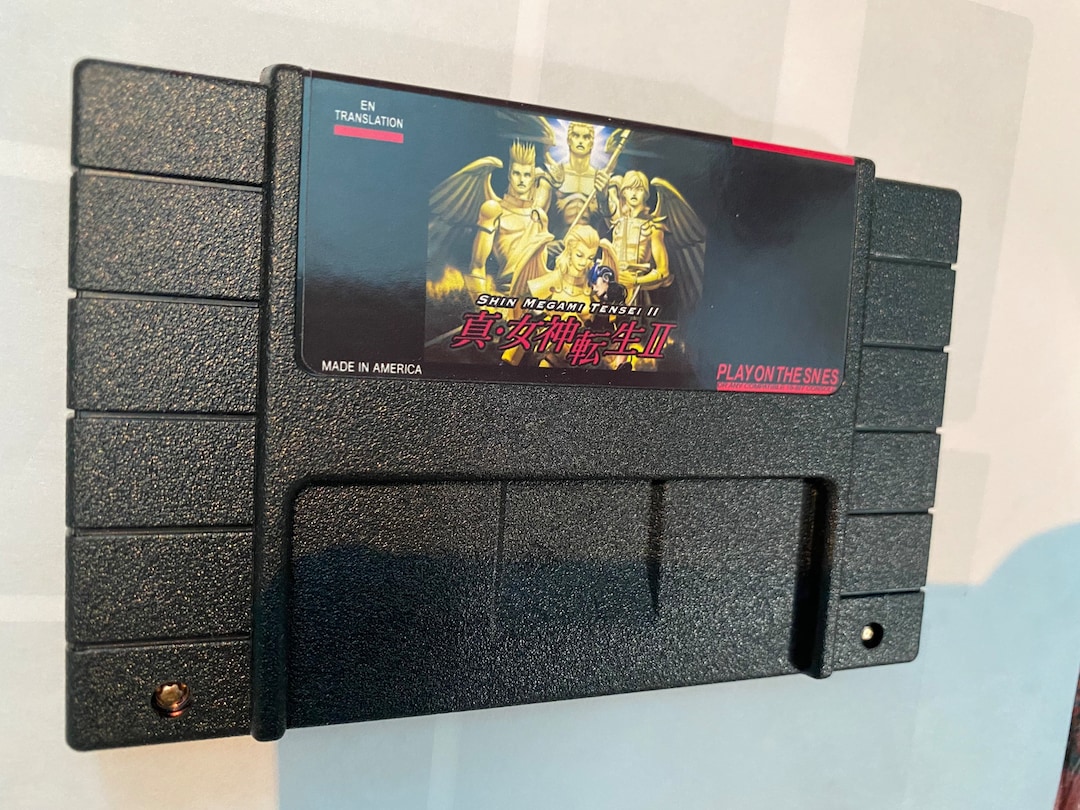 EN
TRANSLATION
SHIN MEGAMI TENSEI II
真・女神転生II
MADE IN AMERICA
PLAY ON THE SNES